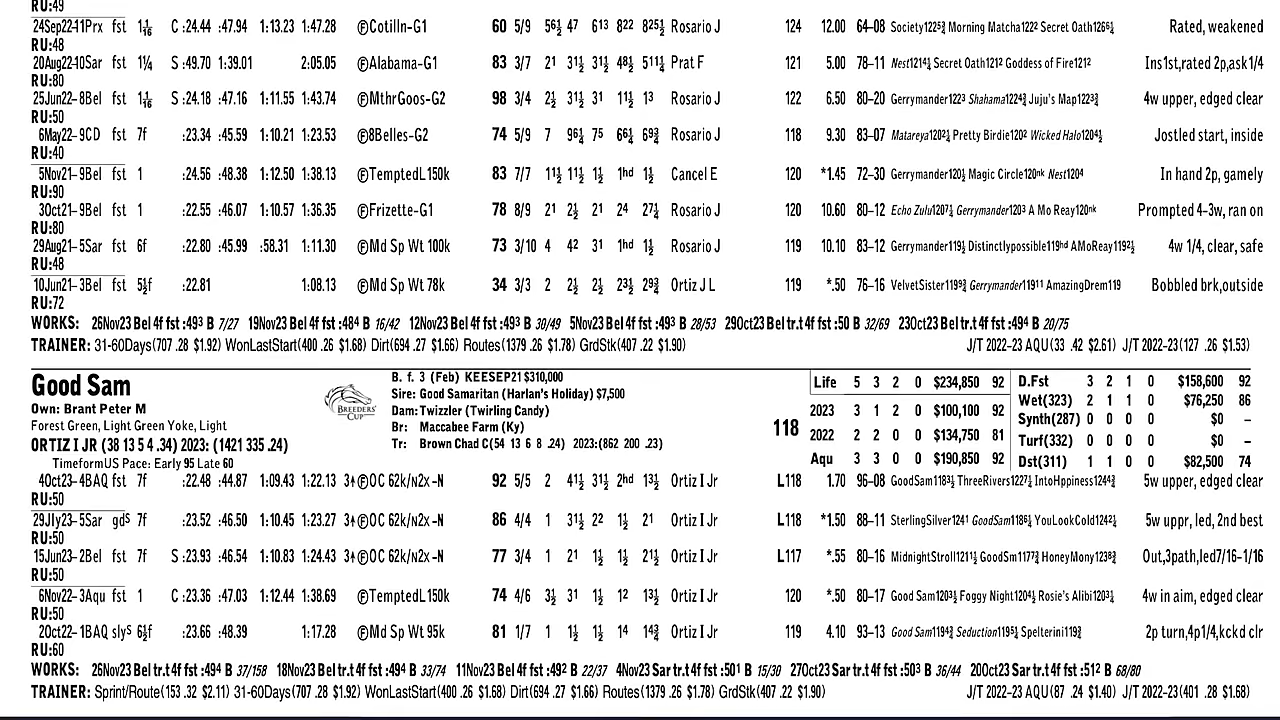 RU:49
24Sep22-11Prx fst 1 1/16 C :24.44 :47.94 1:13.23 1:47.28 ⒻCotilln-G1 60 5/9 56½ 47 613 822 825½ Rosario J 124 12.00 64-08 Society1225¾ Morning Matcha1222 Secret Oath1266¼ Rated, weakened
RU:48
20Aug22-10Sar fst 1¼ S :49.70 1:39.01 2:05.05 ⒻAlabama-G1 83 3/7 21 31½ 31½ 48½ 511¼ Prat F 121 5.00 78-11 Nest1214¼ Secret Oath1212 Goddess of Fire1212 Ins1st,rated 2p,ask1/4
RU:80
25Jun22-8Bel fst 1 1/16 S :24.18 :47.16 1:11.55 1:43.74 ⒻMthrGoos-G2 98 3/4 2½ 31½ 31 11½ 13 Rosario J 122 6.50 80-20 Gerrymander1223 Shahama1224¾ Juju's Map1223¾ 4w upper, edged clear
RU:50
6May22-9CD fst 7f :23.34 :45.59 1:10.21 1:23.53 Ⓕ8Belles-G2 74 5/9 7 96¼ 75 66¼ 69¾ Rosario J 118 9.30 83-07 Matareya1202¼ Pretty Birdie1202 Wicked Halo1204½ Jostled start, inside
RU:40
5Nov21-9Bel fst 1 :24.56 :48.38 1:12.50 1:38.13 ⒻTemptedL150k 83 7/7 11½ 11½ 1½ 1hd 1½ Cancel E 120 *1.45 72-30 Gerrymander120½ Magic Circle120nk Nest1204 In hand 2p, gamely
RU:90
3Oct21-9Bel fst 1 :22.55 :46.07 1:10.57 1:36.35 ⒻFrizette-G1 78 8/9 21 2½ 21 24 27¼ Rosario J 120 10.60 80-12 Echo Zulu1207¼ Gerrymander1203 A Mo Reay120nk Prompted 4-3w, ran on
RU:80
29Aug21-5Sar fst 6f :22.80 :45.99 :58.31 1:11.30 ⒻMd Sp Wt 100k 73 3/10 4 42 31 1hd 1½ Rosario J 119 10.10 83-12 Gerrymander119½ Distinctlypossible119hd AMoReay1192½ 4w 1/4, clear, safe
RU:48
10Jun21-3Bel fst 5½f :22.81 1:08.13 ⒻMd Sp Wt 78k 34 3/3 2 2½ 2½ 23½ 29¾ Ortiz J L 119 *.50 76-16 VelvetSister1199¾ Gerrymander11911 AmazingDrem119 Bobbled brk,outside
RU:72
WORKS: 26Nov23 Bel 4f fst :493 B 7/27 19Nov23 Bel 4f fst :484 B 16/42 12Nov23 Bel 4f fst :493 B 30/49 5Nov23 Bel 4f fst :493 B 28/53 29Oct23 Bel tr.t 4f fst :50 B 32/69 23Oct23 Bel tr.t 4f fst :494 B 20/75
TRAINER: 31-60Days(707 .28 $1.92) WonLastStart(400 .26 $1.68) Dirt(694 .27 $1.66) Routes(1379 .26 $1.78) GrdStk(407 .22 $1.90) J/T 2022-23 AQU(33 .42 $2.61) J/T 2022-23(127 .26 $1.53)
Good Sam
Own: Brant Peter M
Forest Green, Light Green Yoke, Light
ORTIZ I JR (38 13 5 4 .34) 2023: (1421 335 .24)
TimeformUS Pace: Early 95 Late 60
BREEDERS' CUP
B. f. 3 (Feb) KEESEP21 $310,000
Sire: Good Samaritan (Harlan's Holiday) $7,500
Dam: Twizzler (Twirling Candy)
Br: Maccabee Farm (Ky)
Tr: Brown Chad C(54 13 6 8 .24) 2023:(862 200 .23)
118
Life 5 3 2 0 $234,850 92
2023 3 1 2 0 $100,100 92
2022 2 2 0 0 $134,750 81
Aqu 3 3 0 0 $190,850 92
D.Fst 3 2 1 0 $158,600 92
Wet(323) 2 1 1 0 $76,250 86
Synth(287) 0 0 0 0 $0 –
Turf(332) 0 0 0 0 $0 –
Dst(311) 1 1 0 0 $82,500 74
4Oct23-4BAQ fst 7f :22.48 :44.87 1:09.43 1:22.13 3↑ⒻOC 62k/N2x -N 92 5/5 2 41½ 31½ 2hd 13½ Ortiz I Jr L118 1.70 96-08 GoodSam1183½ ThreeRivers1227¼ IntoHppiness1244¾ 5w upper, edged clear
RU:50
29Jly23-5Sar gdS 7f :23.52 :46.50 1:10.45 1:23.27 3↑ⒻOC 62k/N2x -N 86 4/4 1 31½ 22 1½ 21 Ortiz I Jr L118 *1.50 88-11 SterlingSilver1241 GoodSam1186¼ YouLookCold1242¼ 5w uppr, led, 2nd best
RU:50
15Jun23-2Bel fst 7f S :23.93 :46.54 1:10.83 1:24.43 3↑ⒻOC 62k/N2x -N 77 3/4 1 21 1½ 1½ 21½ Ortiz I Jr L117 *.55 80-16 MidnightStroll1211½ GoodSm1177¾ HoneyMony1238¾ Out,3path,led7/16-1/16
RU:50
6Nov22-3Aqu fst 1 C :23.36 :47.03 1:12.44 1:38.69 ⒻTemptedL150k 74 4/6 3½ 31 1½ 12 13½ Ortiz I Jr 120 *.50 80-17 Good Sam1203½ Foggy Night1204½ Rosie's Alibi1203¼ 4w in aim, edged clear
RU:50
2Oct22-1BAQ slyS 6½f :23.66 :48.39 1:17.28 ⒻMd Sp Wt 95k 81 1/7 1 1½ 1½ 14 14¾ Ortiz I Jr 119 4.10 93-13 Good Sam1194¾ Seduction1195¼ Spelterini119¾ 2p turn,4p1/4,kckd clr
RU:60
WORKS: 26Nov23 Bel tr.t 4f fst :494 B 37/158 18Nov23 Bel tr.t 4f fst :494 B 33/74 11Nov23 Bel 4f fst :492 B 22/37 4Nov23 Sar tr.t 4f fst :501 B 15/30 27Oct23 Sar tr.t 4f fst :503 B 36/44 20Oct23 Sar tr.t 4f fst :512 B 68/80
TRAINER: Sprint/Route(153 .32 $2.11) 31-60Days(707 .28 $1.92) WonLastStart(400 .26 $1.68) Dirt(694 .27 $1.66) Routes(1379 .26 $1.78) GrdStk(407 .22 $1.90) J/T 2022-23 AQU(87 .24 $1.40) J/T 2022-23(401 .28 $1.68)